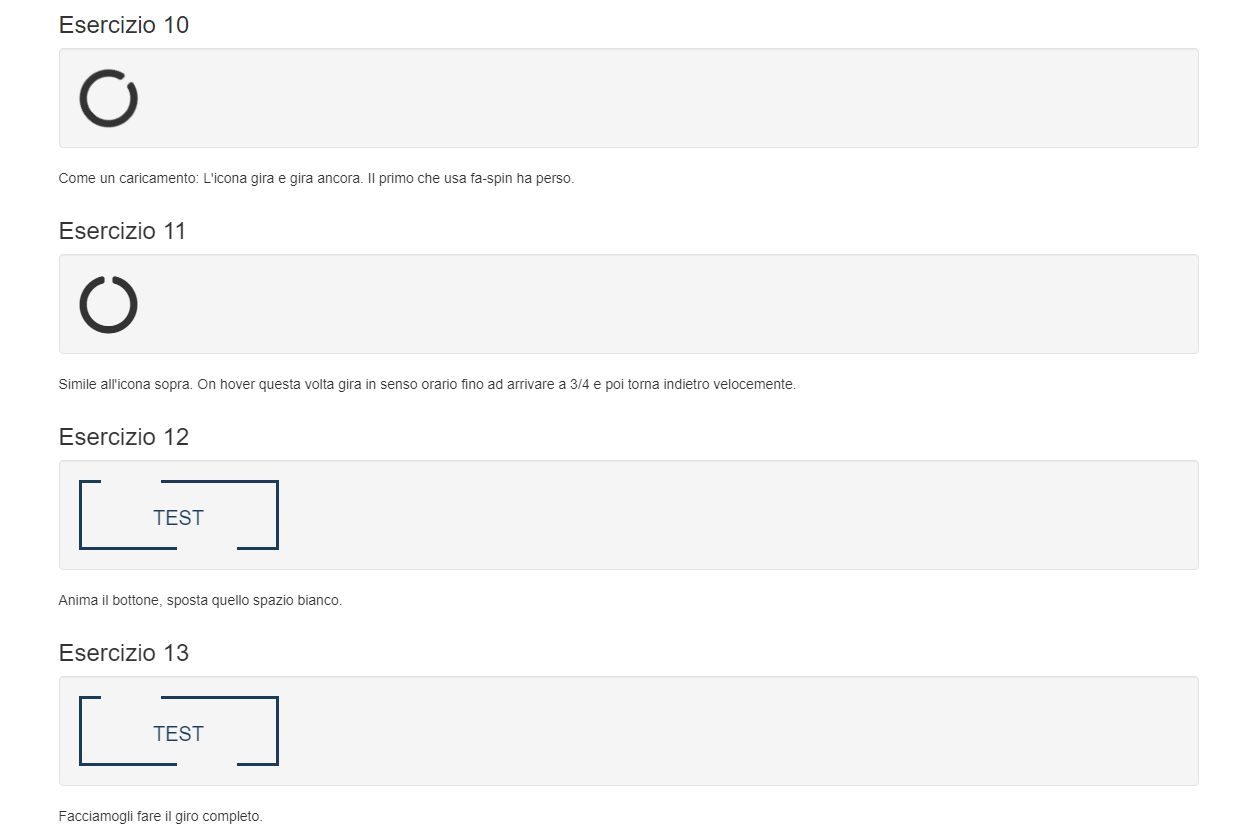 Esercizio 10
Come un caricamento: L'icona gira e gira ancora. Il primo che usa fa-spin ha perso.
Esercizio 11
Simile all'icona sopra. On hover questa volta gira in senso orario fino ad arrivare a 3/4 e poi torna indietro velocemente.
Esercizio 12
TEST
Anima il bottone, sposta quello spazio bianco.
Esercizio 13
TEST
Facciamogli fare il giro completo.